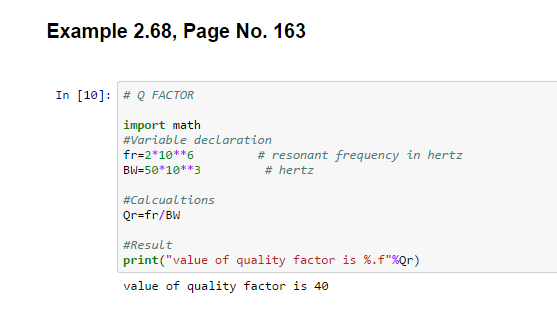 Example 2.68, Page No. 163
In [10]: # Q FACTOR
import math
#Variable declaration
fr=2*10**6 # resonant frequency in hertz
BW=50*10**3 # hertz
#Calcualtions
Qr=fr/BW
#Result
print("value of quality factor is %.f"%Qr)
value of quality factor is 40